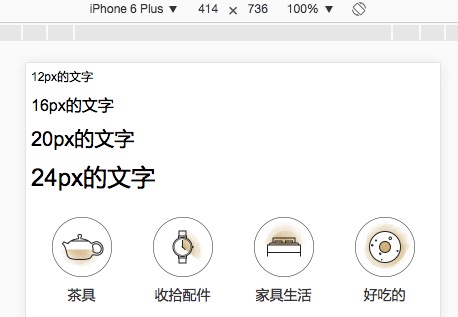 iPhone 6 Plus ▼ 414 × 736 100% ▼
12px的文字
16px的文字
20px的文字
24px的文字
茶具 收拾配件 家具生活 好吃的